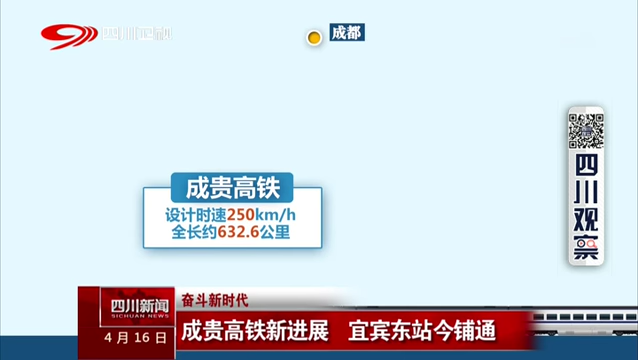 四川卫视
成都
四川观察
成贵高铁
设计时速250km/h
全长约632.6公里
奋斗新时代
四川新闻
SICHUAN NEWS
4月16日
成贵高铁新进展 宜宾东站今铺通